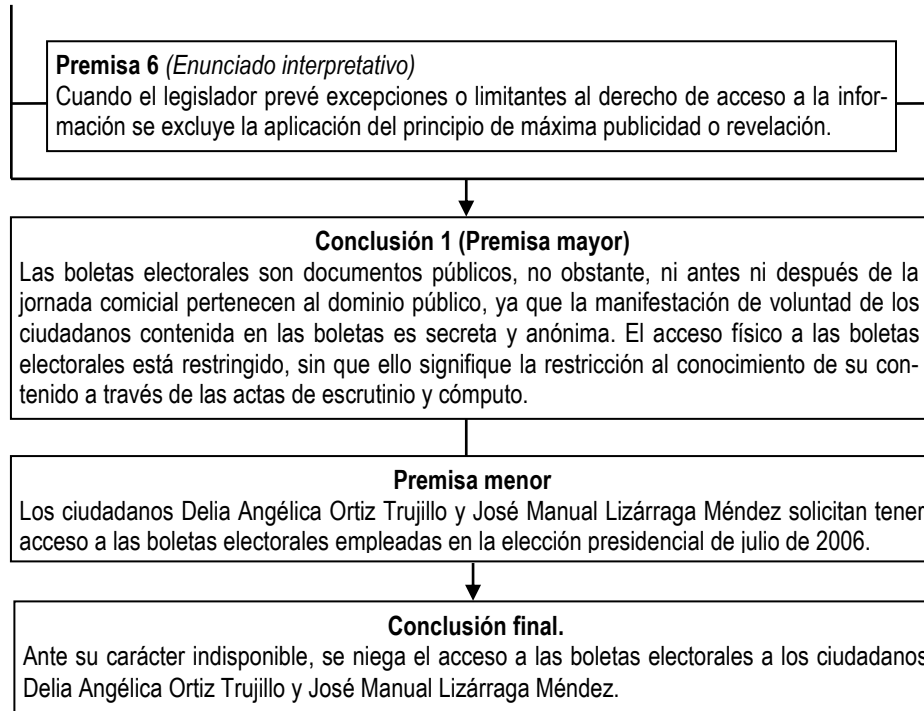 Premisa 6 (Enunciado interpretativo)
Cuando el legislador prevé excepciones o limitantes al derecho de acceso a la infor-
mación se excluye la aplicación del principio de máxima publicidad o revelación.
Conclusión 1 (Premisa mayor)
Las boletas electorales son documentos públicos, no obstante, ni antes ni después de la
jornada comicial pertenecen al dominio público, ya que la manifestación de voluntad de los
ciudadanos contenida en las boletas es secreta y anónima. El acceso físico a las boletas
electorales está restringido, sin que ello signifique la restricción al conocimiento de su con-
tenido a través de las actas de escrutinio y cómputo.
Premisa menor
Los ciudadanos Delia Angélica Ortiz Trujillo y José Manual Lizárraga Méndez solicitan tener
acceso a las boletas electorales empleadas en la elección presidencial de julio de 2006.
Conclusión final.
Ante su carácter indisponible, se niega el acceso a las boletas electorales a los ciudadanos
Delia Angélica Ortiz Trujillo y José Manual Lizárraga Méndez.